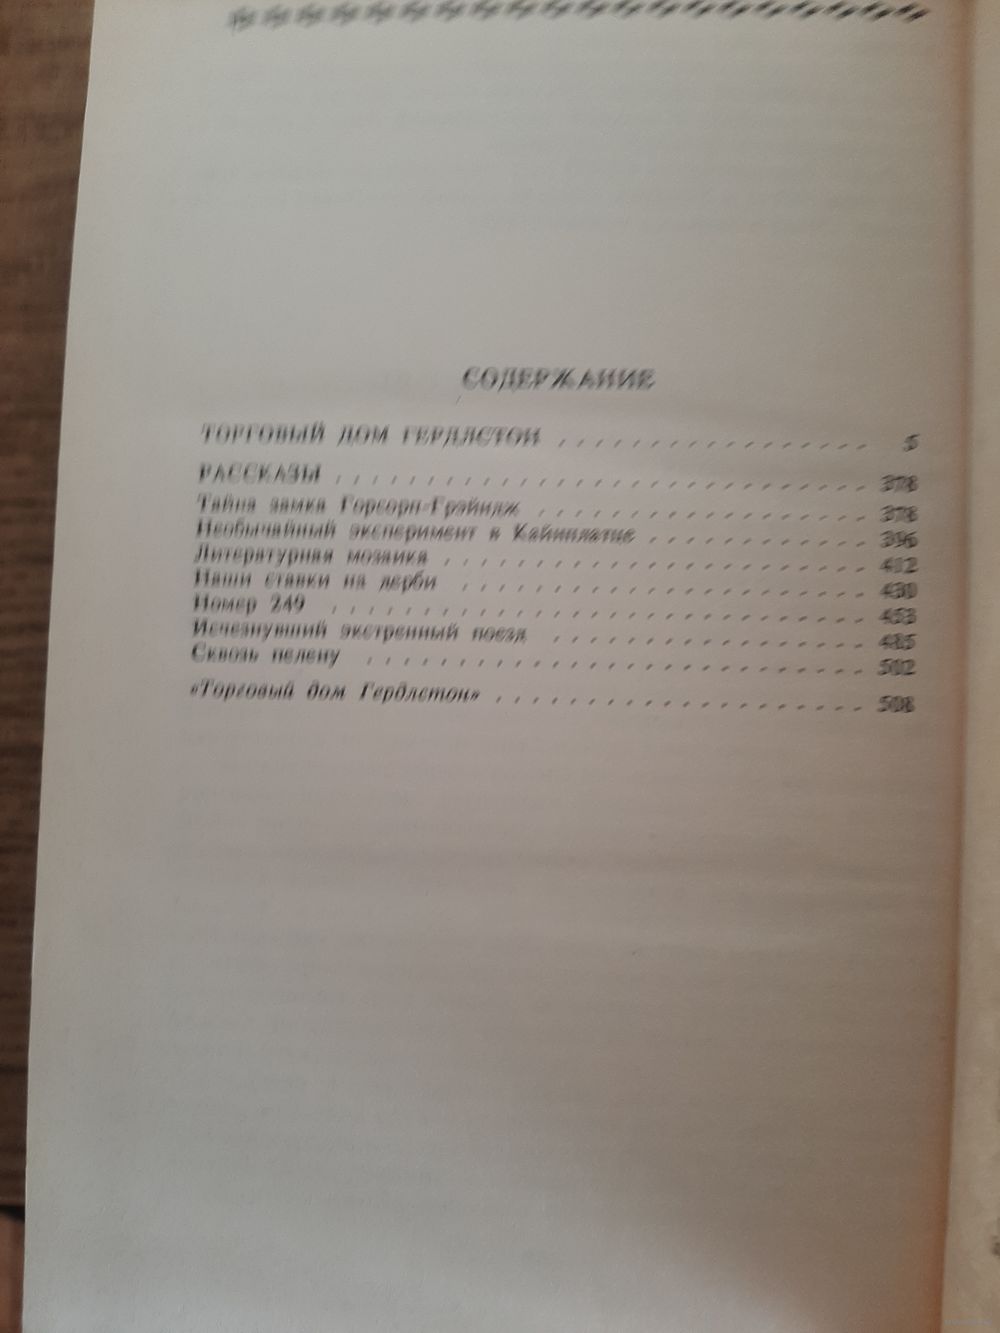 СОДЕРЖАНИЕ
ТОРГОВЫЙ ДОМ ГЕРДЛСТОН . . . . . . . . . . . . . . . . . . . 5
РАССКАЗЫ . . . . . . . . . . . . . . . . . . . . . . . . . . 378
Тайна замка Горсорп-Грэйндж . . . . . . . . . . . . . . . . 378
Необычайный эксперимент в Кайнплатце . . . . . . . . . . . 396
Литературная мозаика . . . . . . . . . . . . . . . . . . . . 412
Наши ставки на дерби . . . . . . . . . . . . . . . . . . . . 430
Номер 249 . . . . . . . . . . . . . . . . . . . . . . . . . . 453
Исчезнувший экстренный поезд . . . . . . . . . . . . . . . . 485
Сквозь пелену . . . . . . . . . . . . . . . . . . . . . . . . 502
«Торговый дом Гердлстон» . . . . . . . . . . . . . . . . . . 508